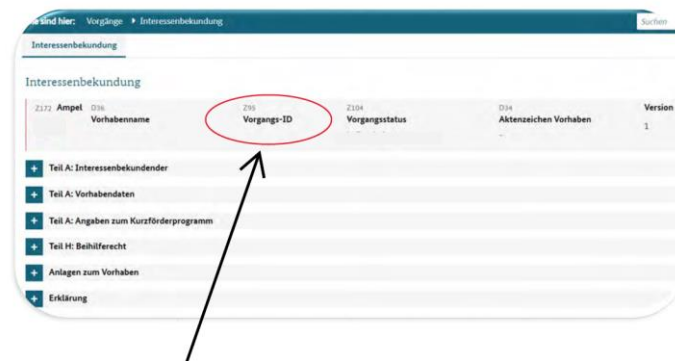 sind hier: Vorgänge Interessenbekundung
Suchen
Interessenbekundung
Interessenbekundung
Z172 Ampel D36 Z93 Z104 D34 Version
Vorhabenname Vorgangs-ID Vorgangsstatus Aktenzeichen Vorhaben
1
+ Teil A: Interessenbekundender
+ Teil A: Vorhabendaten
+ Teil A: Angaben zum Kurzförderprogramm
+ Teil H: Beihilferecht
+ Anlagen zum Vorhaben
+ Erklärung